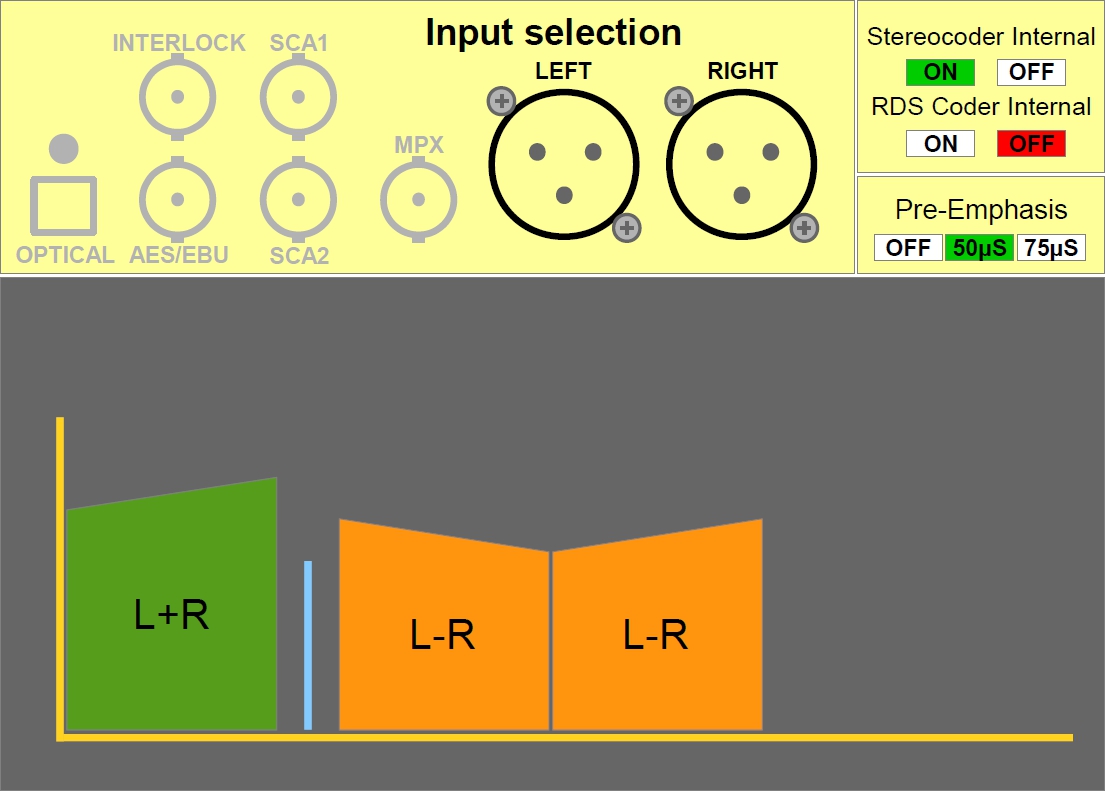 Input selection
INTERLOCK SCA1
LEFT RIGHT
MPX
OPTICAL AES/EBU SCA2
Stereocoder Internal
ON OFF
RDS Coder Internal
ON OFF
Pre-Emphasis
OFF 50µS 75µS
L+R L-R L-R